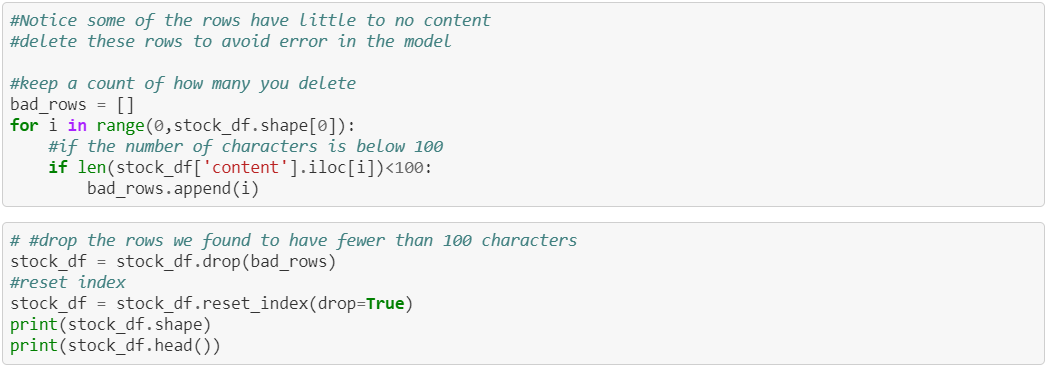 #Notice some of the rows have little to no content
#delete these rows to avoid error in the model

#keep a count of how many you delete
bad_rows = []
for i in range(0,stock_df.shape[0]):
    #if the number of characters is below 100
    if len(stock_df['content'].iloc[i])<100:
        bad_rows.append(i)

# #drop the rows we found to have fewer than 100 characters
stock_df = stock_df.drop(bad_rows)
#reset index
stock_df = stock_df.reset_index(drop=True)
print(stock_df.shape)
print(stock_df.head())